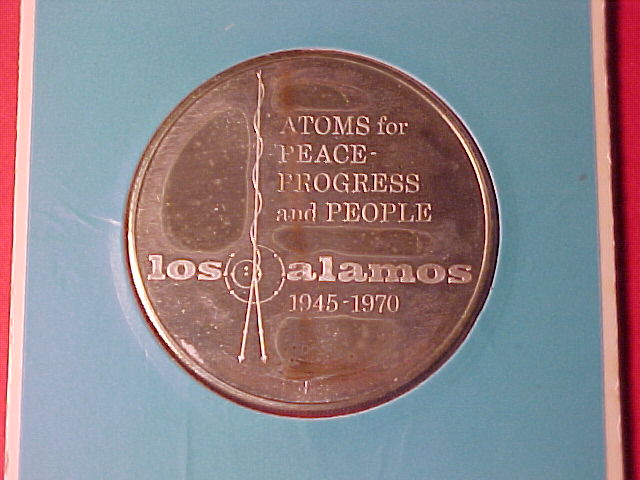 ATOMS for
PEACE-
PROGRESS
and PEOPLE
los alamos
1945-1970